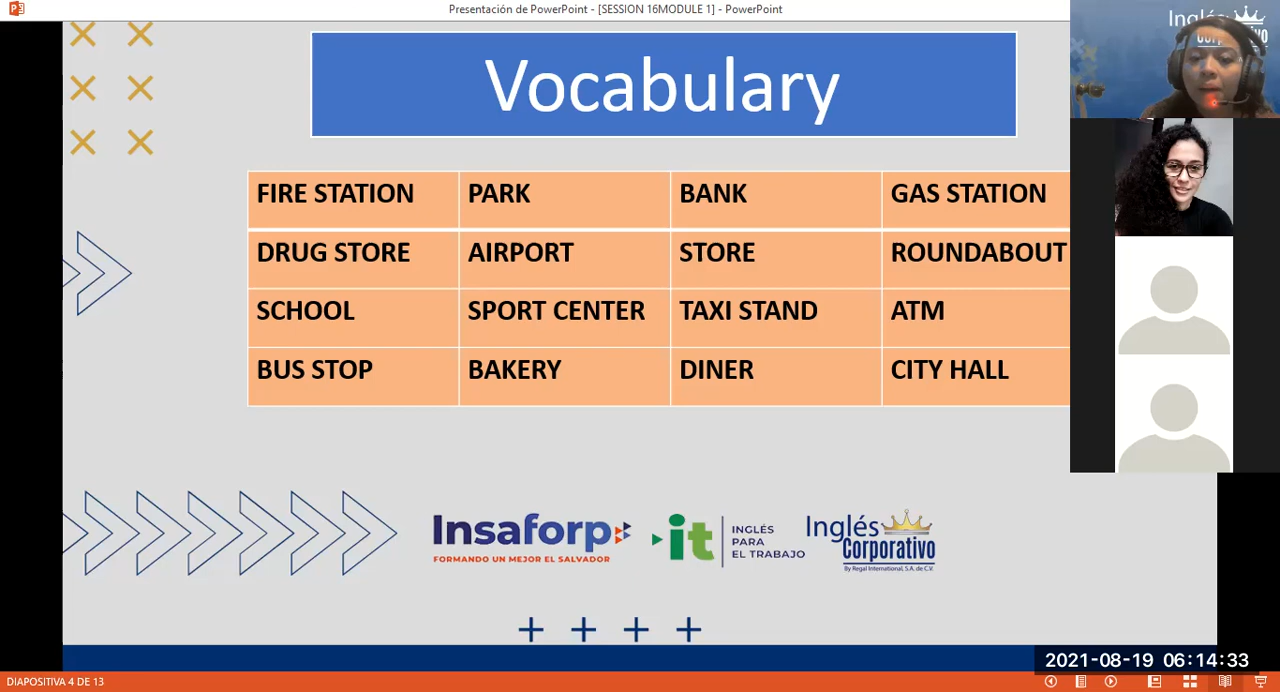 Presentación de PowerPoint - [SESSION 16MODULE 1] - PowerPoint
Inglés
Corporativo
Vocabulary
FIRE STATION PARK BANK GAS STATION
DRUG STORE AIRPORT STORE ROUNDABOUT
SCHOOL SPORT CENTER TAXI STAND ATM
BUS STOP BAKERY DINER CITY HALL
Insaforp
FORMANDO UN MEJOR EL SALVADOR
it
INGLÉS
PARA
EL TRABAJO
Inglés
Corporativo
By Regal International, S.A. de C.V.
2021-08-19 06:14:33
DIAPOSITIVA 4 DE 13